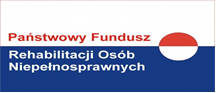 Państwowy Fundusz
Rehabilitacji Osób
Niepełnosprawnych